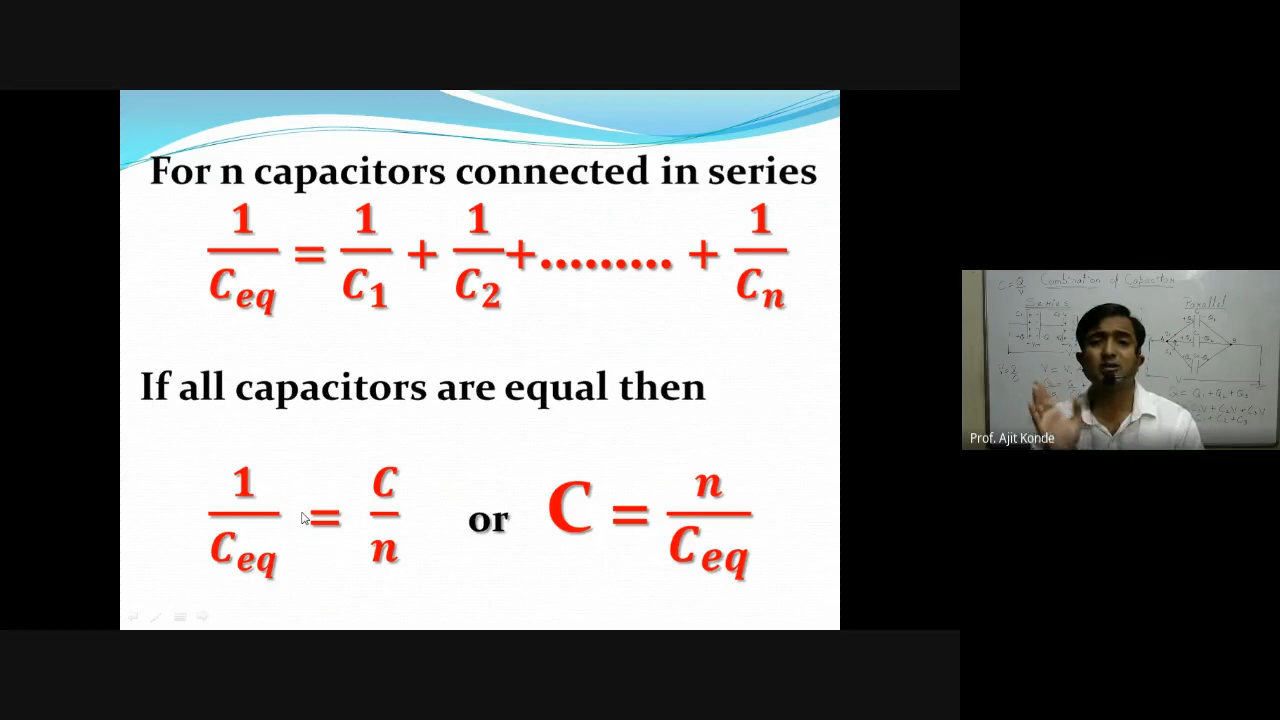 For n capacitors connected in series
1/C_eq = 1/C_1 + 1/C_2 +......... + 1/C_n
If all capacitors are equal then
1/C_eq = C/n or C = n/C_eq
Combination of Capacitor
C = Q/V
Series
Parallel
Prof. Ajit Konde